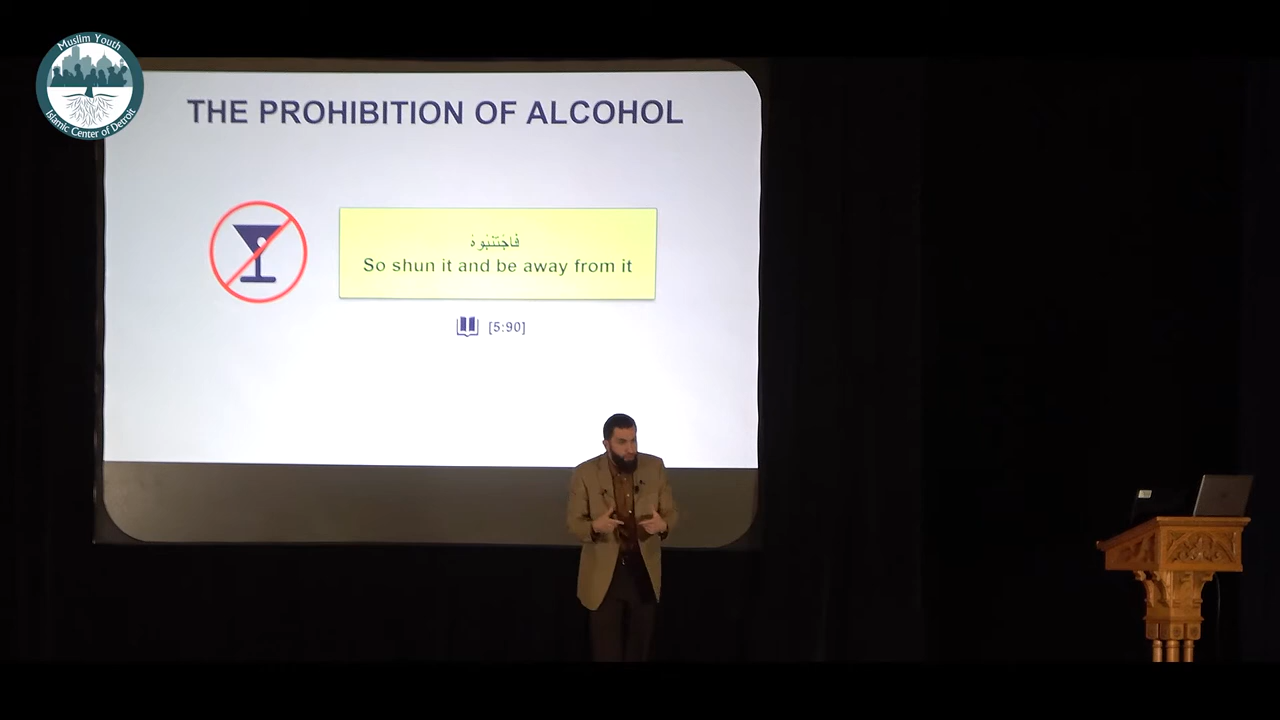 Muslim Youth
Islamic Center of Detroit
THE PROHIBITION OF ALCOHOL
فَاجْتَنِبُوهُ
So shun it and be away from it
[5:90]